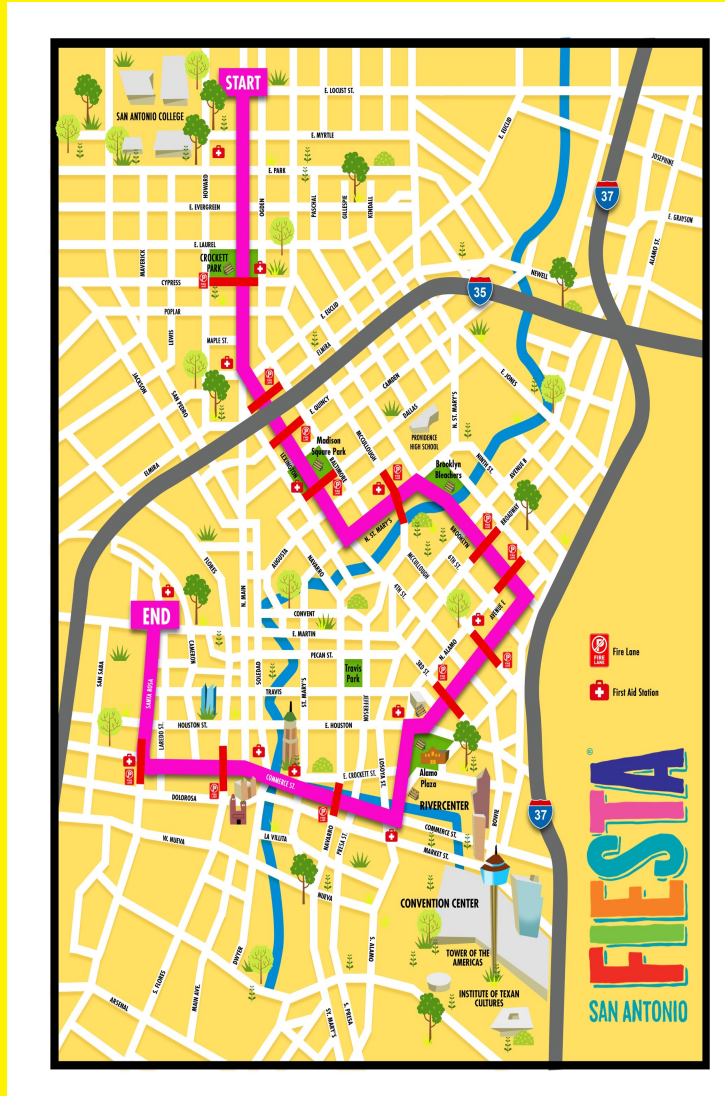 START
E. LOCUST ST.
SAN ANTONIO COLLEGE
E. EUCLID
E. MYRTLE
JOSEPHINE
E. PARK
HOWARD
OGDEN
PASCHAL
GILLESPIE
KENDALL
37
E. EVERGREEN
E. GRAYSON
ALAMO ST.
E. LAUREL
CROCKETT
PARK
MAVERICK
CYPRESS
NEWELL
35
POPLAR
E. EUCLID
LEWIS
MAPLE ST.
ELMIRA
JACKSON
SAN PEDRO
CAMDEN
E. JONES
E. QUINCY
DALLAS
N. ST. MARY'S
PROVIDENCE
HIGH SCHOOL
McCULLOUGH
Madison
Square Park
ELMIRA
LEXINGTON
BALTIMORE
Brooklyn
Bleachers
NINTH ST.
AVENUE B
BROADWAY
N. ST. MARY'S
BROOKLYN
McCULLOUGH
6TH ST.
FLORES
AUGUSTA
NAVARRO
4TH ST.
N. MAIN
AVENUE E
END
CONVENT
E. MARTIN
CAMERON
PECAN ST.
N. ALAMO
3RD ST.
SAN SABA
SANTA ROSA
SOLEDAD
TRAVIS
ST. MARY'S
Travis
Park
JEFFERSON
FIRE
LANE
Fire Lane
First Aid Station
LAREDO ST.
HOUSTON ST.
E. HOUSTON
LOSOYA ST.
E. CROCKETT ST.
Alamo
Plaza
COMMERCE ST.
DOLOROSA
RIVERCENTER
BOWIE
37
W. NUEVA
LA VILLITA
NAVARRO
PRESA ST.
COMMERCE ST.
MARKET ST.
NUEVA
CONVENTION CENTER
DWYER
S. ALAMO
TOWER OF THE
AMERICAS
S. FLORES
MAIN AVE.
ARSENAL
INSTITUTE OF TEXAN
CULTURES
SY. MARY'S
S. PRESA
FIESTA®
SAN ANTONIO